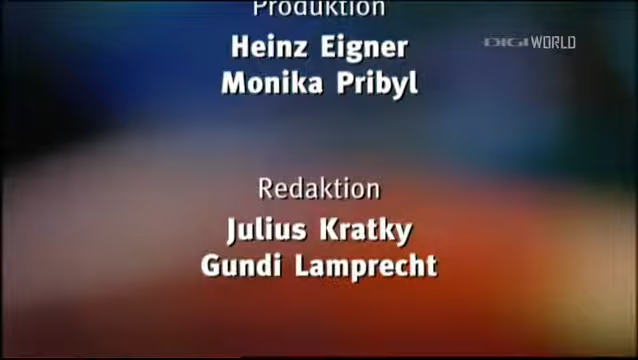 Produktion
Heinz Eigner
DIGI WORLD
Monika Pribyl
Redaktion
Julius Kratky
Gundi Lamprecht